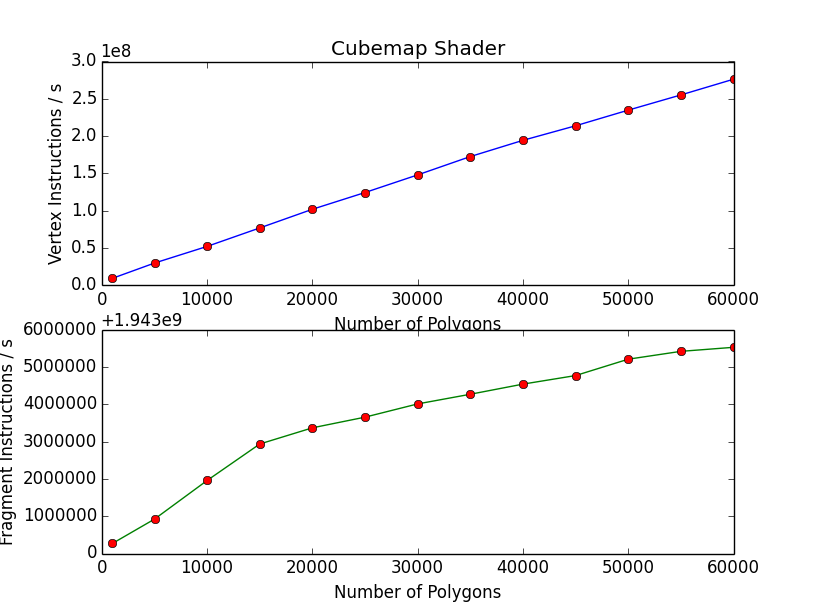 Cubemap Shader
1e8
3.0
2.5
2.0
1.5
1.0
0.5
0.0
Vertex Instructions / s
0 10000 20000 30000 40000 50000 60000
Number of Polygons
+1.943e9
6000000
5000000
4000000
3000000
2000000
1000000
0
Fragment Instructions / s
0 10000 20000 30000 40000 50000 60000
Number of Polygons